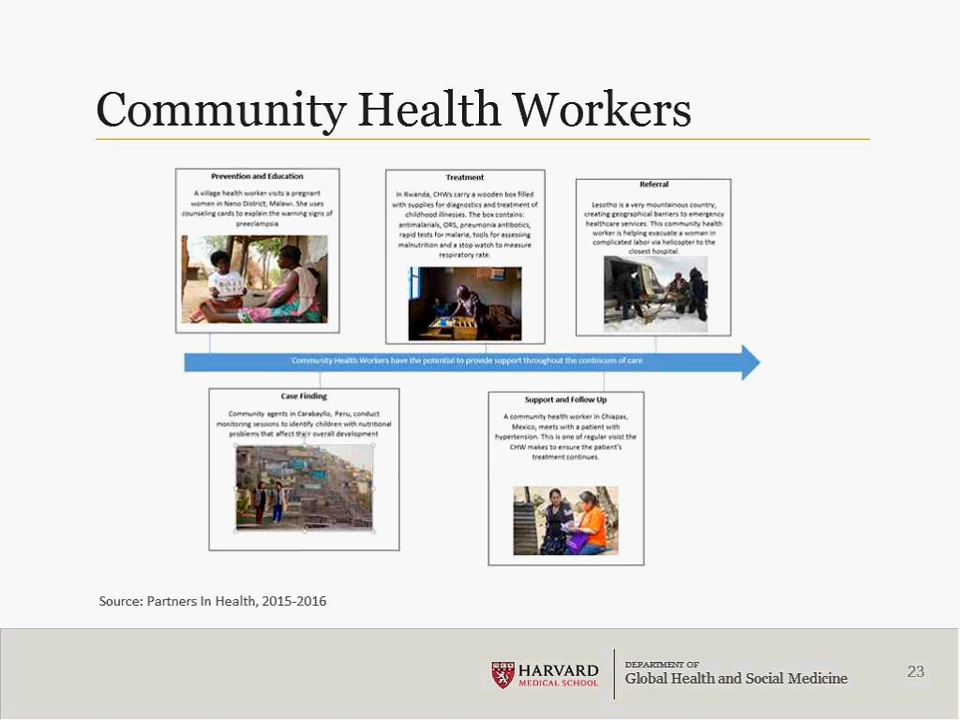 Community Health Workers
Prevention and Education
A village health worker visits a pregnant
women in Neno District, Malawi. She uses
counseling cards to explain the warning signs of
preeclampsia
Treatment
In Rwanda, CHWs carry a wooden box filled
with supplies for diagnostics and treatment of
childhood illnesses. The box contains:
antimalarials, ORS, pneumonia antibiotics,
rapid tests for malaria, tools for assessing
malnutrition and a stop watch to measure
respiratory rate.
Referral
Lesotho is a very mountainous country,
creating geographical barriers to emergency
healthcare services. This community health
worker is helping evacuate a woman in
complicated labor via helicopter to the
closest hospital.
Community Health Workers have the potential to provide support throughout the continuum of care
Case Finding
Community agents in Carabayllo, Peru, conduct
monitoring sessions to identify children with nutritional
problems that affect their overall development
Support and Follow Up
A community health worker in Chiapas,
Mexico, meets with a patient with
hypertension. This is one of regular visist the
CHW makes to ensure the patient's
treatment continues.
Source: Partners In Health, 2015-2016
HARVARD
MEDICAL SCHOOL
DEPARTMENT OF
Global Health and Social Medicine
23